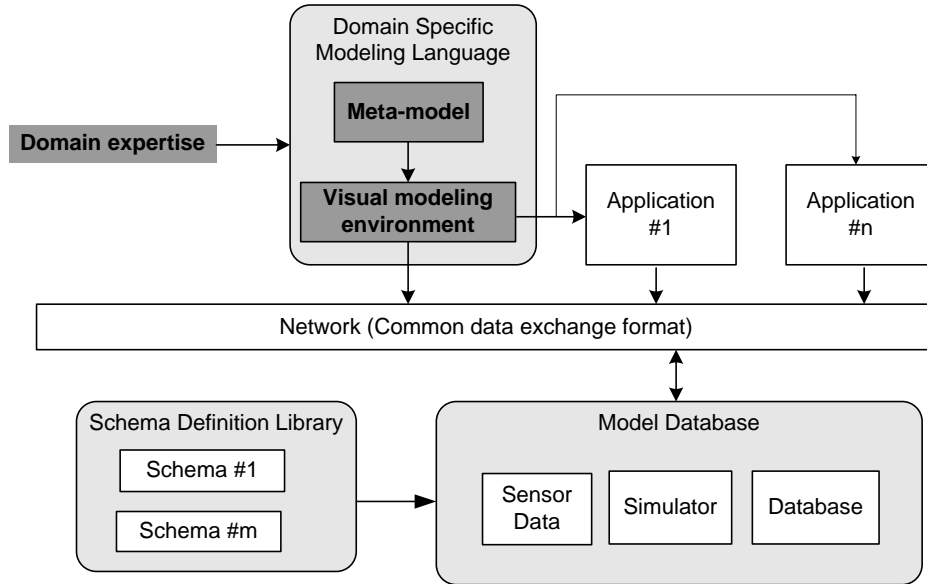 Domain Specific
Modeling Language
Meta-model
Domain expertise
Visual modeling
environment
Application
#1
Application
#n
Network (Common data exchange format)
Schema Definition Library
Schema #1
Schema #m
Model Database
Sensor
Data
Simulator
Database